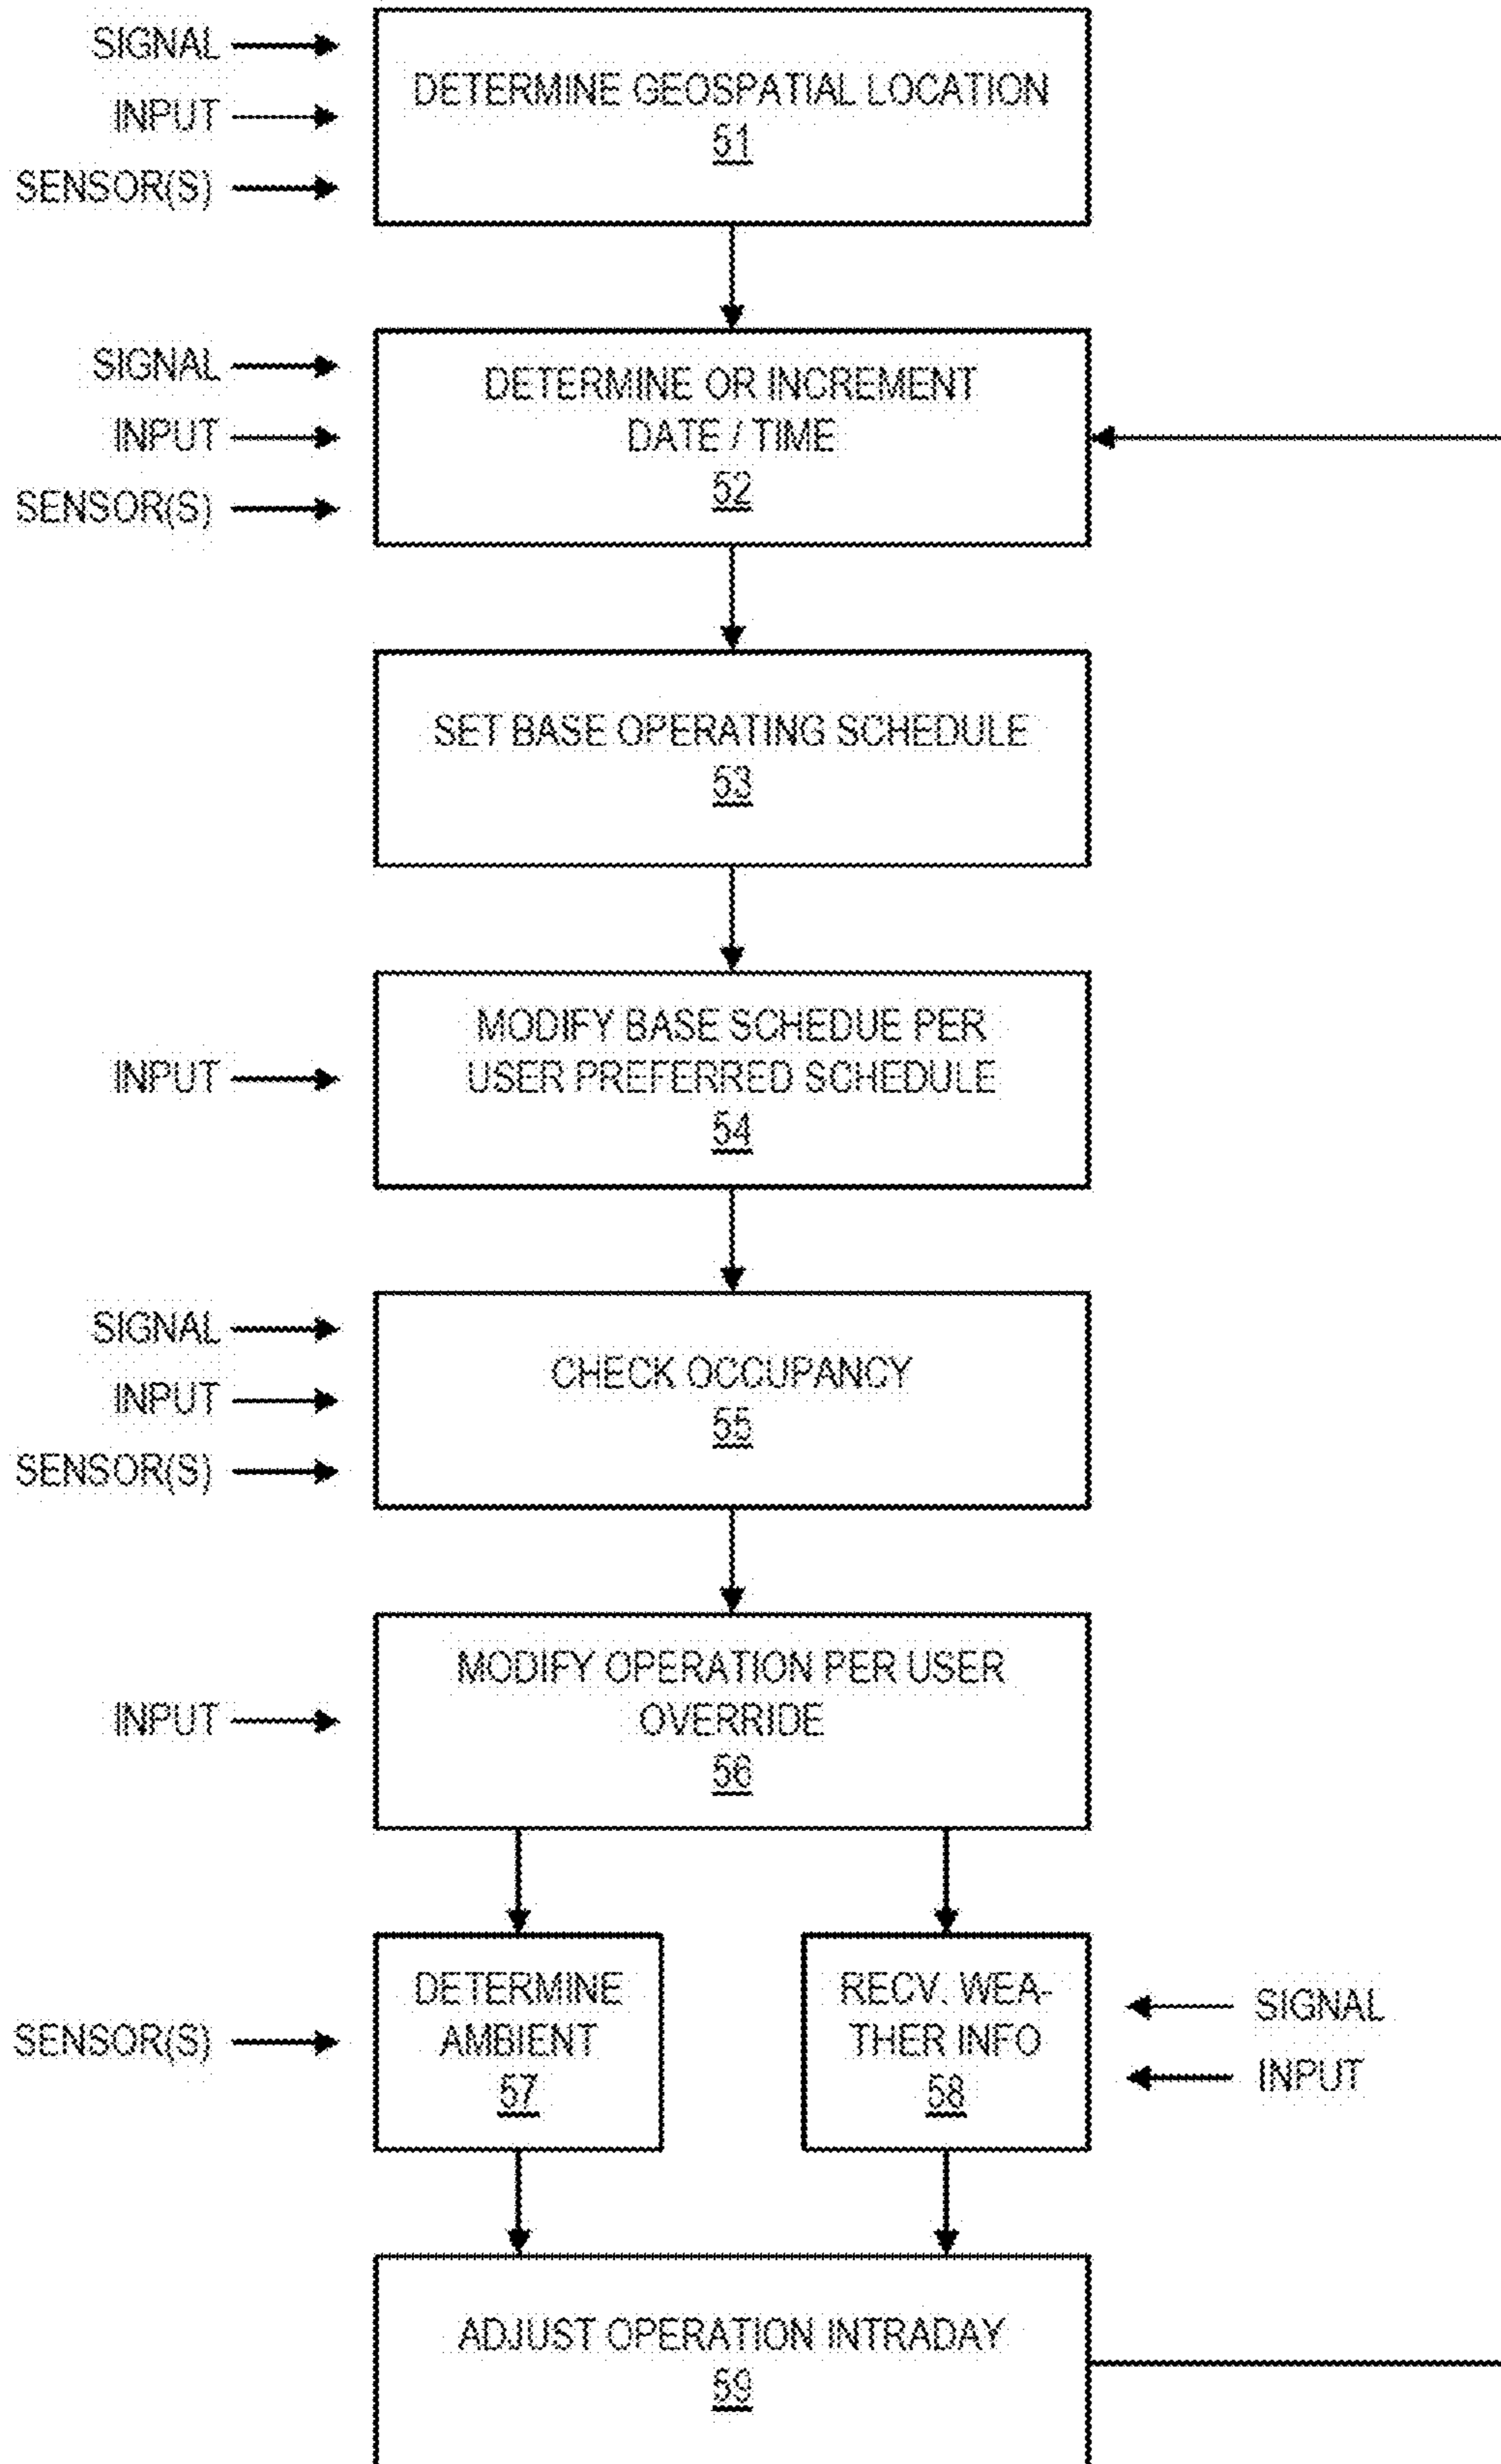 SIGNAL
INPUT
SENSOR(S)
DETERMINE GEOSPATIAL LOCATION
51
SIGNAL
INPUT
SENSOR(S)
DETERMINE OR INCREMENT
DATE / TIME
52
SET BASE OPERATING SCHEDULE
53
INPUT
MODIFY BASE SCHEDUE PER
USER PREFERRED SCHEDULE
54
SIGNAL
INPUT
SENSOR(S)
CHECK OCCUPANCY
55
INPUT
MODIFY OPERATION PER USER
OVERRIDE
56
SENSOR(S)
DETERMINE
AMBIENT
57
RECV. WEA-
THER INFO
58
SIGNAL
INPUT
ADJUST OPERATION INTRADAY
59